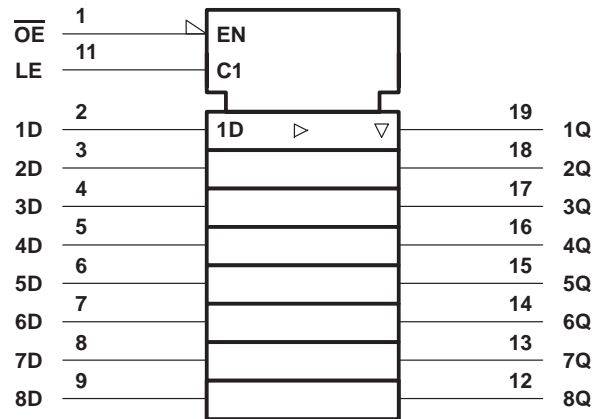 O̅E̅ 1 EN
LE 11 C1
1D 2 1D 19 1Q
2D 3 18 2Q
3D 4 17 3Q
4D 5 16 4Q
5D 6 15 5Q
6D 7 14 6Q
7D 8 13 7Q
8D 9 12 8Q